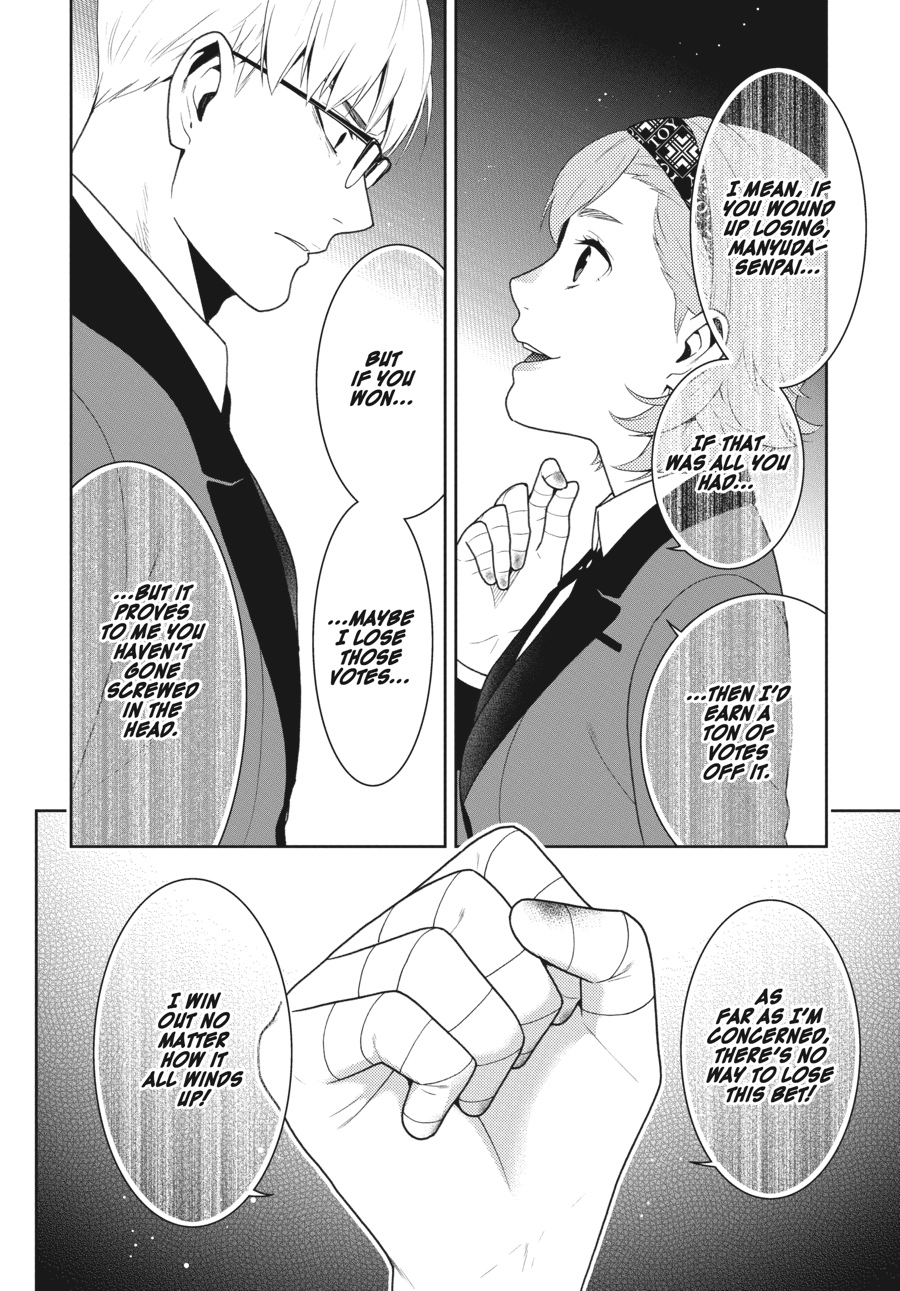 I MEAN, IF
YOU WOUND
UP LOSING,
MANYUDA-
SENPAI...
IF THAT
WAS ALL YOU
HAD...
...THEN I'D
EARN A
TON OF
VOTES
OFF IT.
BUT
IF YOU
WON...
...MAYBE
I LOSE
THOSE
VOTES...
...BUT IT
PROVES
TO ME YOU
HAVEN'T
GONE
SCREWED
IN THE
HEAD.
AS
FAR AS I'M
CONCERNED,
THERE'S NO
WAY TO LOSE
THIS BET!
I WIN
OUT NO
MATTER
HOW IT
ALL WINDS
UP!